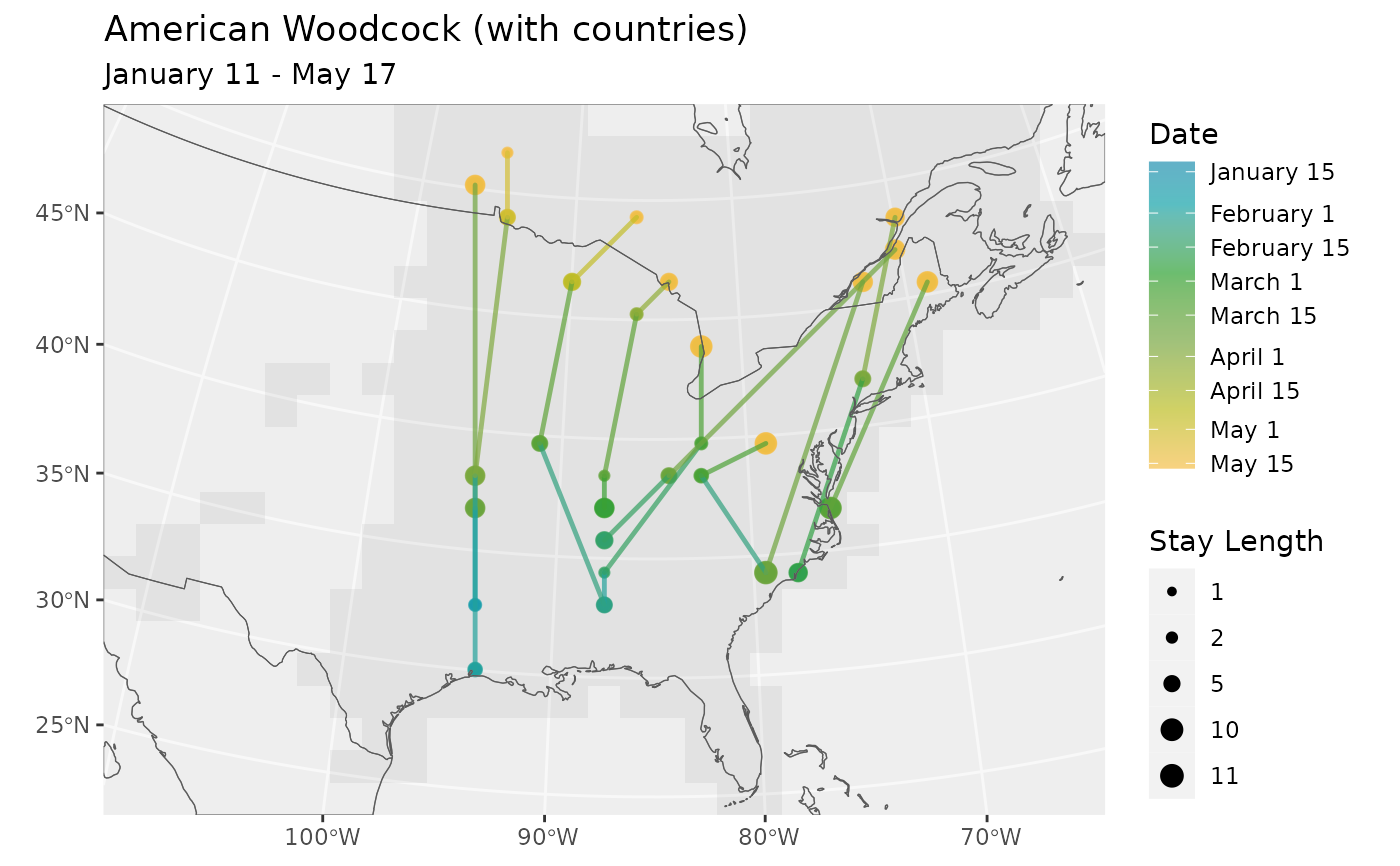 American Woodcock (with countries)
January 11 - May 17
45°N
40°N
35°N
30°N
25°N
100°W
90°W
80°W
70°W
Date
January 15
February 1
February 15
March 1
March 15
April 1
April 15
May 1
May 15
Stay Length
1
2
5
10
11